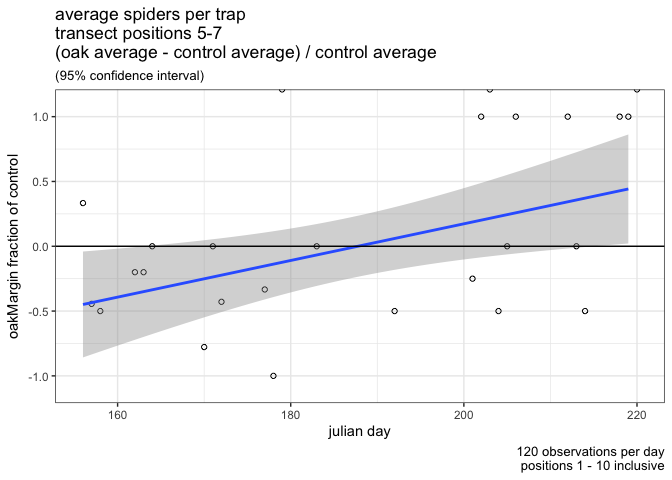 average spiders per trap
transect positions 5-7
(oak average - control average) / control average
(95% confidence interval)
oakMargin fraction of control
1.0
0.5
0.0
-0.5
-1.0
160
180
200
220
julian day
120 observations per day
positions 1 - 10 inclusive